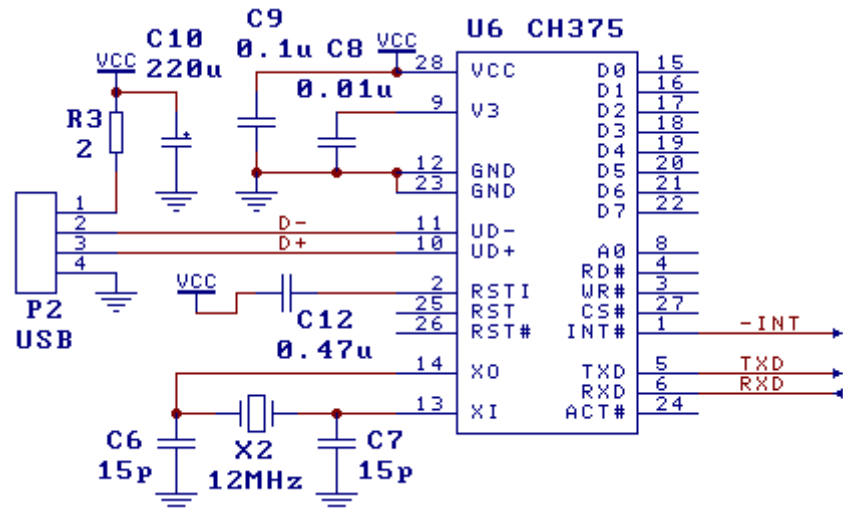 C9
U6 CH375
C10
0.1u C8
VCC
VCC
220u
28
VCC
D0
15
0.01u
D1
16
9
V3
D2
17
R3
D3
18
2
D4
19
12
GND
D5
20
23
GND
D6
21
D7
22
1
2
D-
11
UD-
3
D+
10
UD+
A0
8
4
RD#
4
VCC
2
RSTI
WR#
3
P2
25
RST
CS#
27
USB
C12
26
RST#
INT#
1
-INT
0.47u
14
XO
TXD
5
TXD
RXD
6
RXD
13
XI
ACT#
24
C6
X2
C7
15p
12MHz
15p